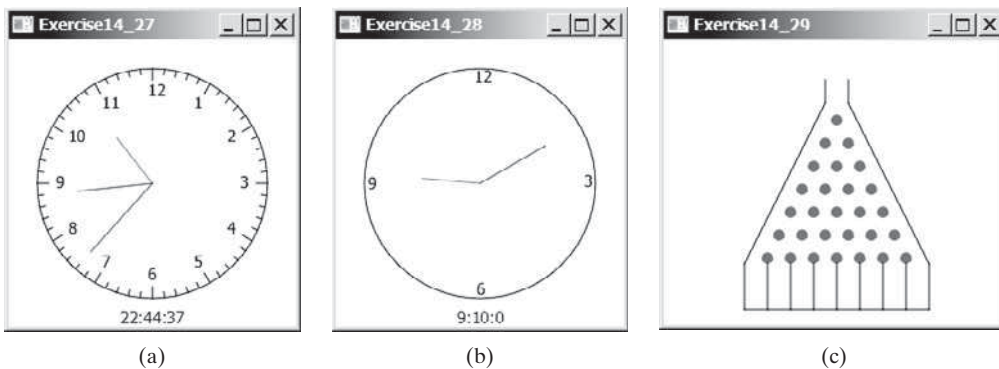 Exercise14_27
12
11 1
10 2
9 3
8 4
7 5
6
22:44:37
(a)
Exercise14_28
12
9 3
6
9:10:0
(b)
Exercise14_29
(c)